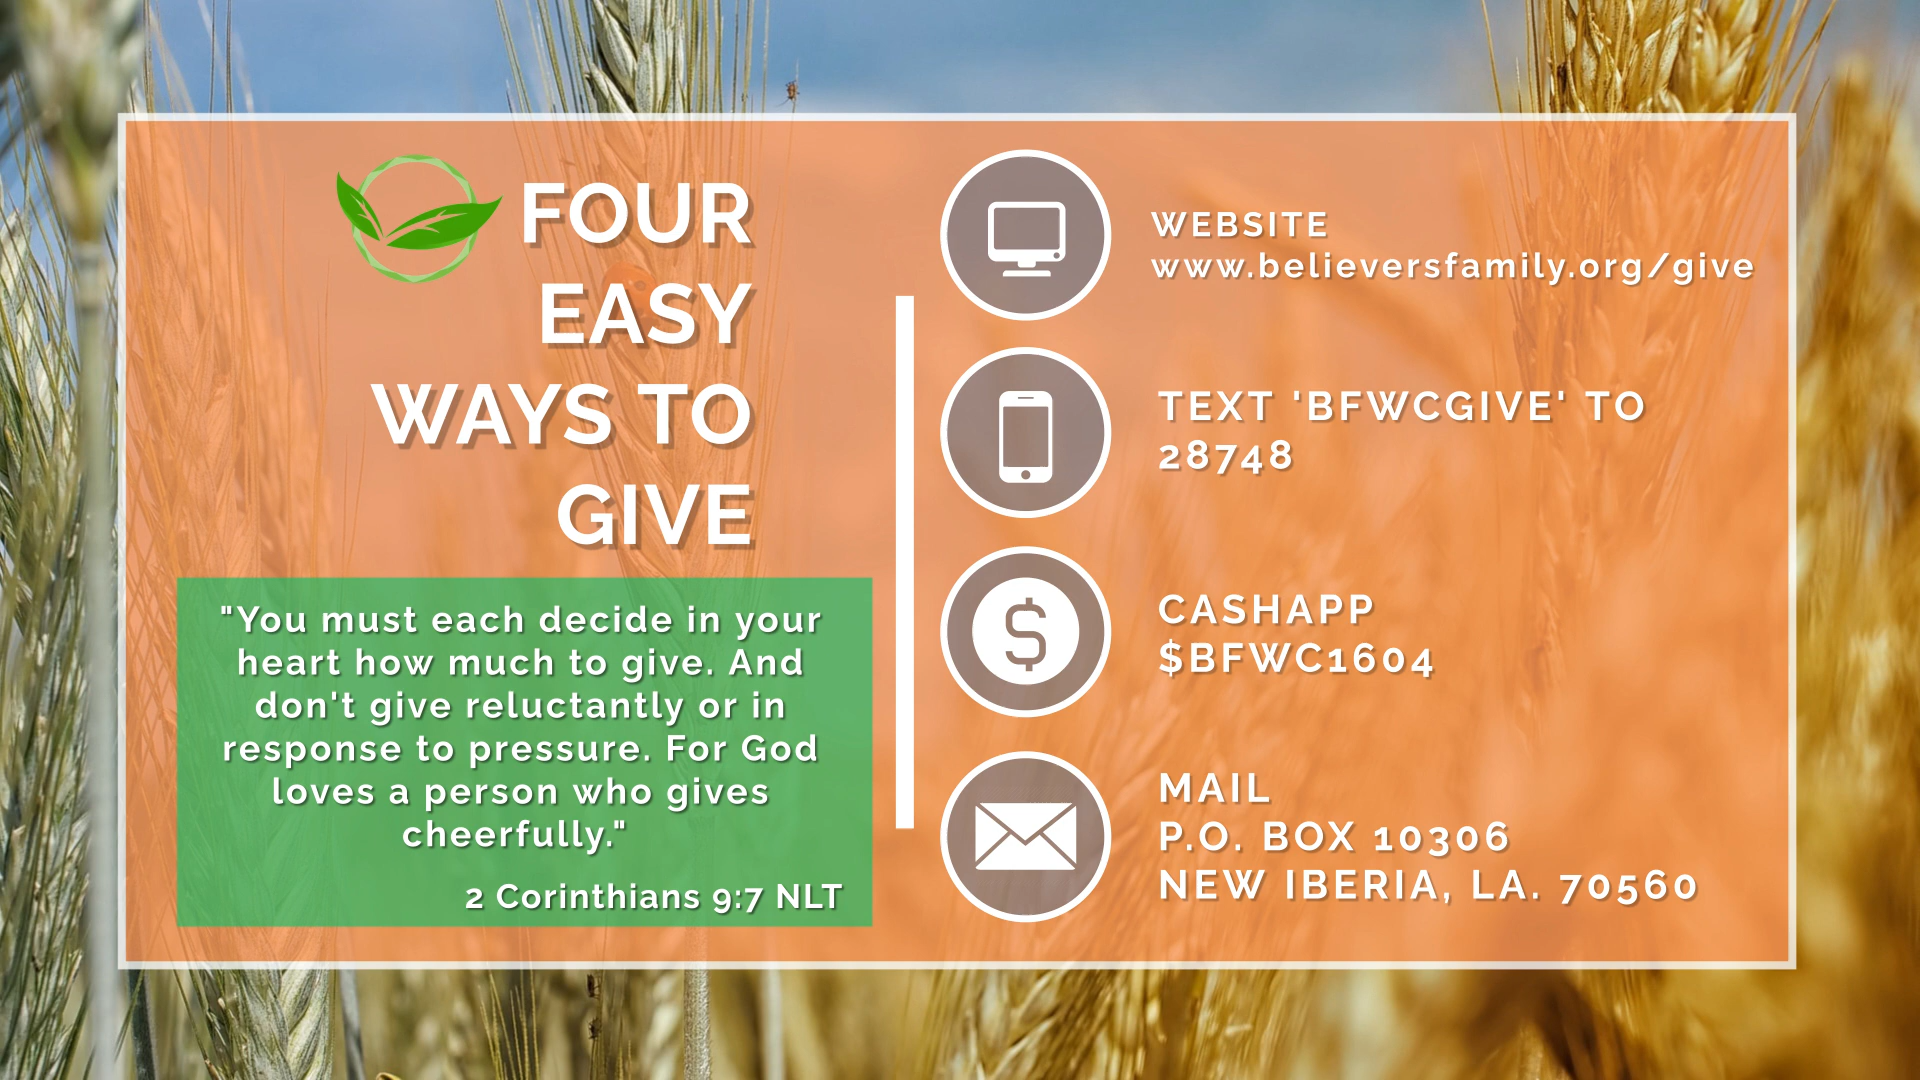 FOUR
EASY
WAYS TO
GIVE
"You must each decide in your
heart how much to give. And
don't give reluctantly or in
response to pressure. For God
loves a person who gives
cheerfully."
2 Corinthians 9:7 NLT
WEBSITE
www.believersfamily.org/give
TEXT 'BFWCGIVE' TO
28748
CASHAPP
$BFWC1604
MAIL
P.O. BOX 10306
NEW IBERIA, LA. 70560